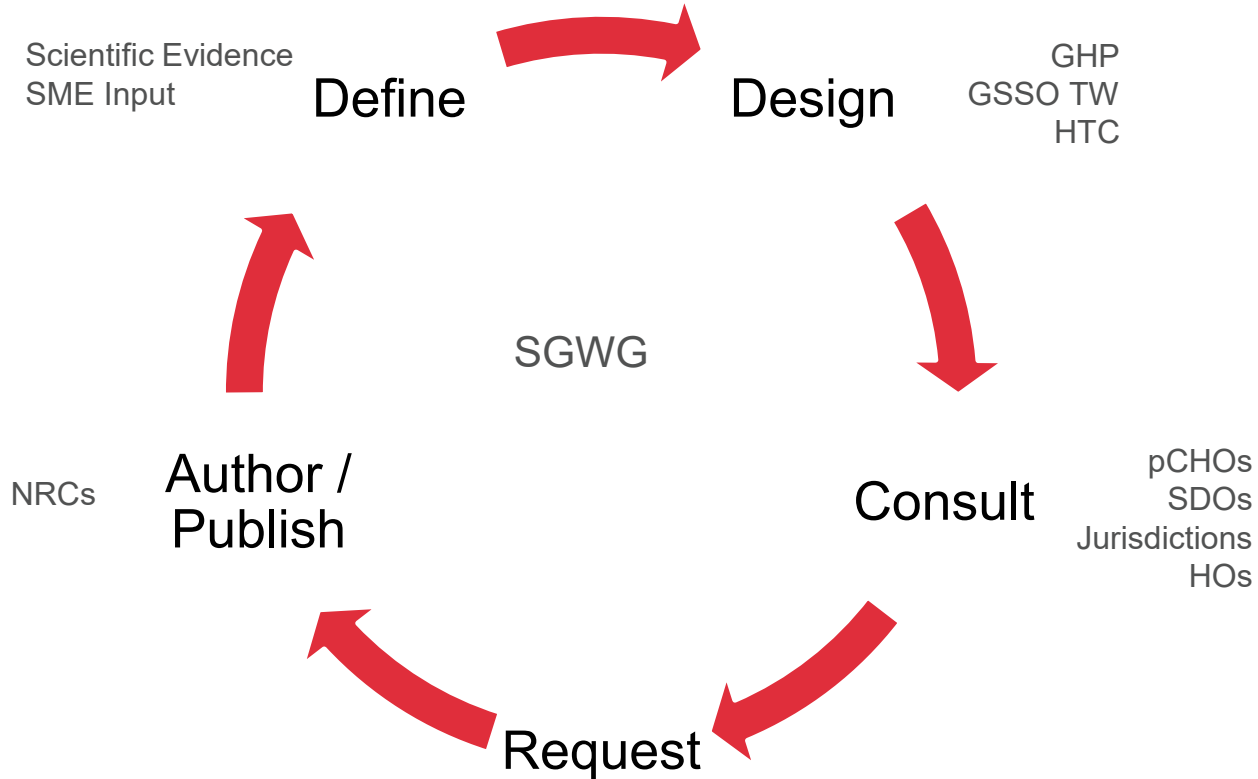 Scientific Evidence
SME Input
Define
Design
GHP
GSSO TW
HTC
SGWG
NRCs
Author /
Publish
Consult
pCHOs
SDOs
Jurisdictions
HOs
Request